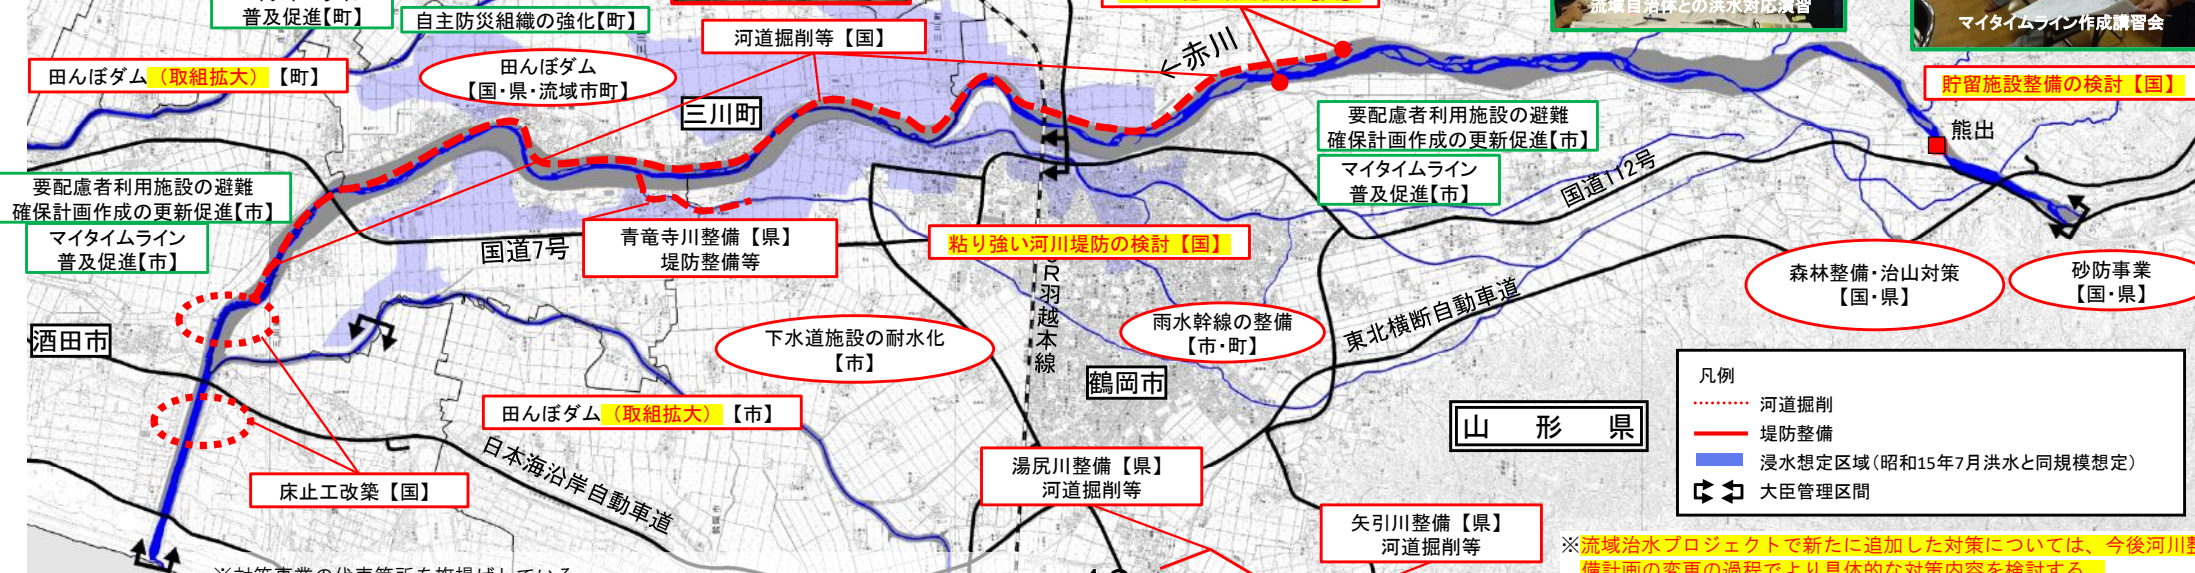 普及促進【町】
自主防災組織の強化【町】
流域自治体との洪水対応演習
マイタイムライン作成講習会
河道掘削等【国】
←赤川
田んぼダム（取組拡大）【町】
田んぼダム
【国・県・流域市町】
三川町
貯留施設整備の検討【国】
熊出
要配慮者利用施設の避難
確保計画作成の更新促進【市】
マイタイムライン
普及促進【市】
国道112号
要配慮者利用施設の避難
確保計画作成の更新促進【市】
マイタイムライン
普及促進【市】
国道7号
青竜寺川整備【県】
堤防整備等
粘り強い河川堤防の検討【国】
JR羽越本線
森林整備・治山対策
【国・県】
砂防事業
【国・県】
酒田市
下水道施設の耐水化
【市】
雨水幹線の整備
【市・町】
東北横断自動車道
鶴岡市
田んぼダム（取組拡大）【市】
日本海沿岸自動車道
床止工改築【国】
湯尻川整備【県】
河道掘削等
矢引川整備【県】
河道掘削等
山形県
凡例
河道掘削
堤防整備
浸水想定区域（昭和15年7月洪水と同規模想定）
大臣管理区間
※流域治水プロジェクトで新たに追加した対策については、今後河川整
備計画の変更の過程でより具体的な対策内容を検討する。